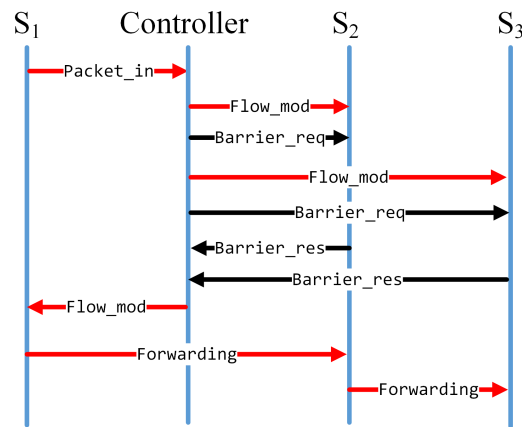 S₁ Controller S₂ S₃
Packet_in
Flow_mod
Barrier_req
Flow_mod
Barrier_req
Barrier_res
Barrier_res
Flow_mod
Forwarding
Forwarding